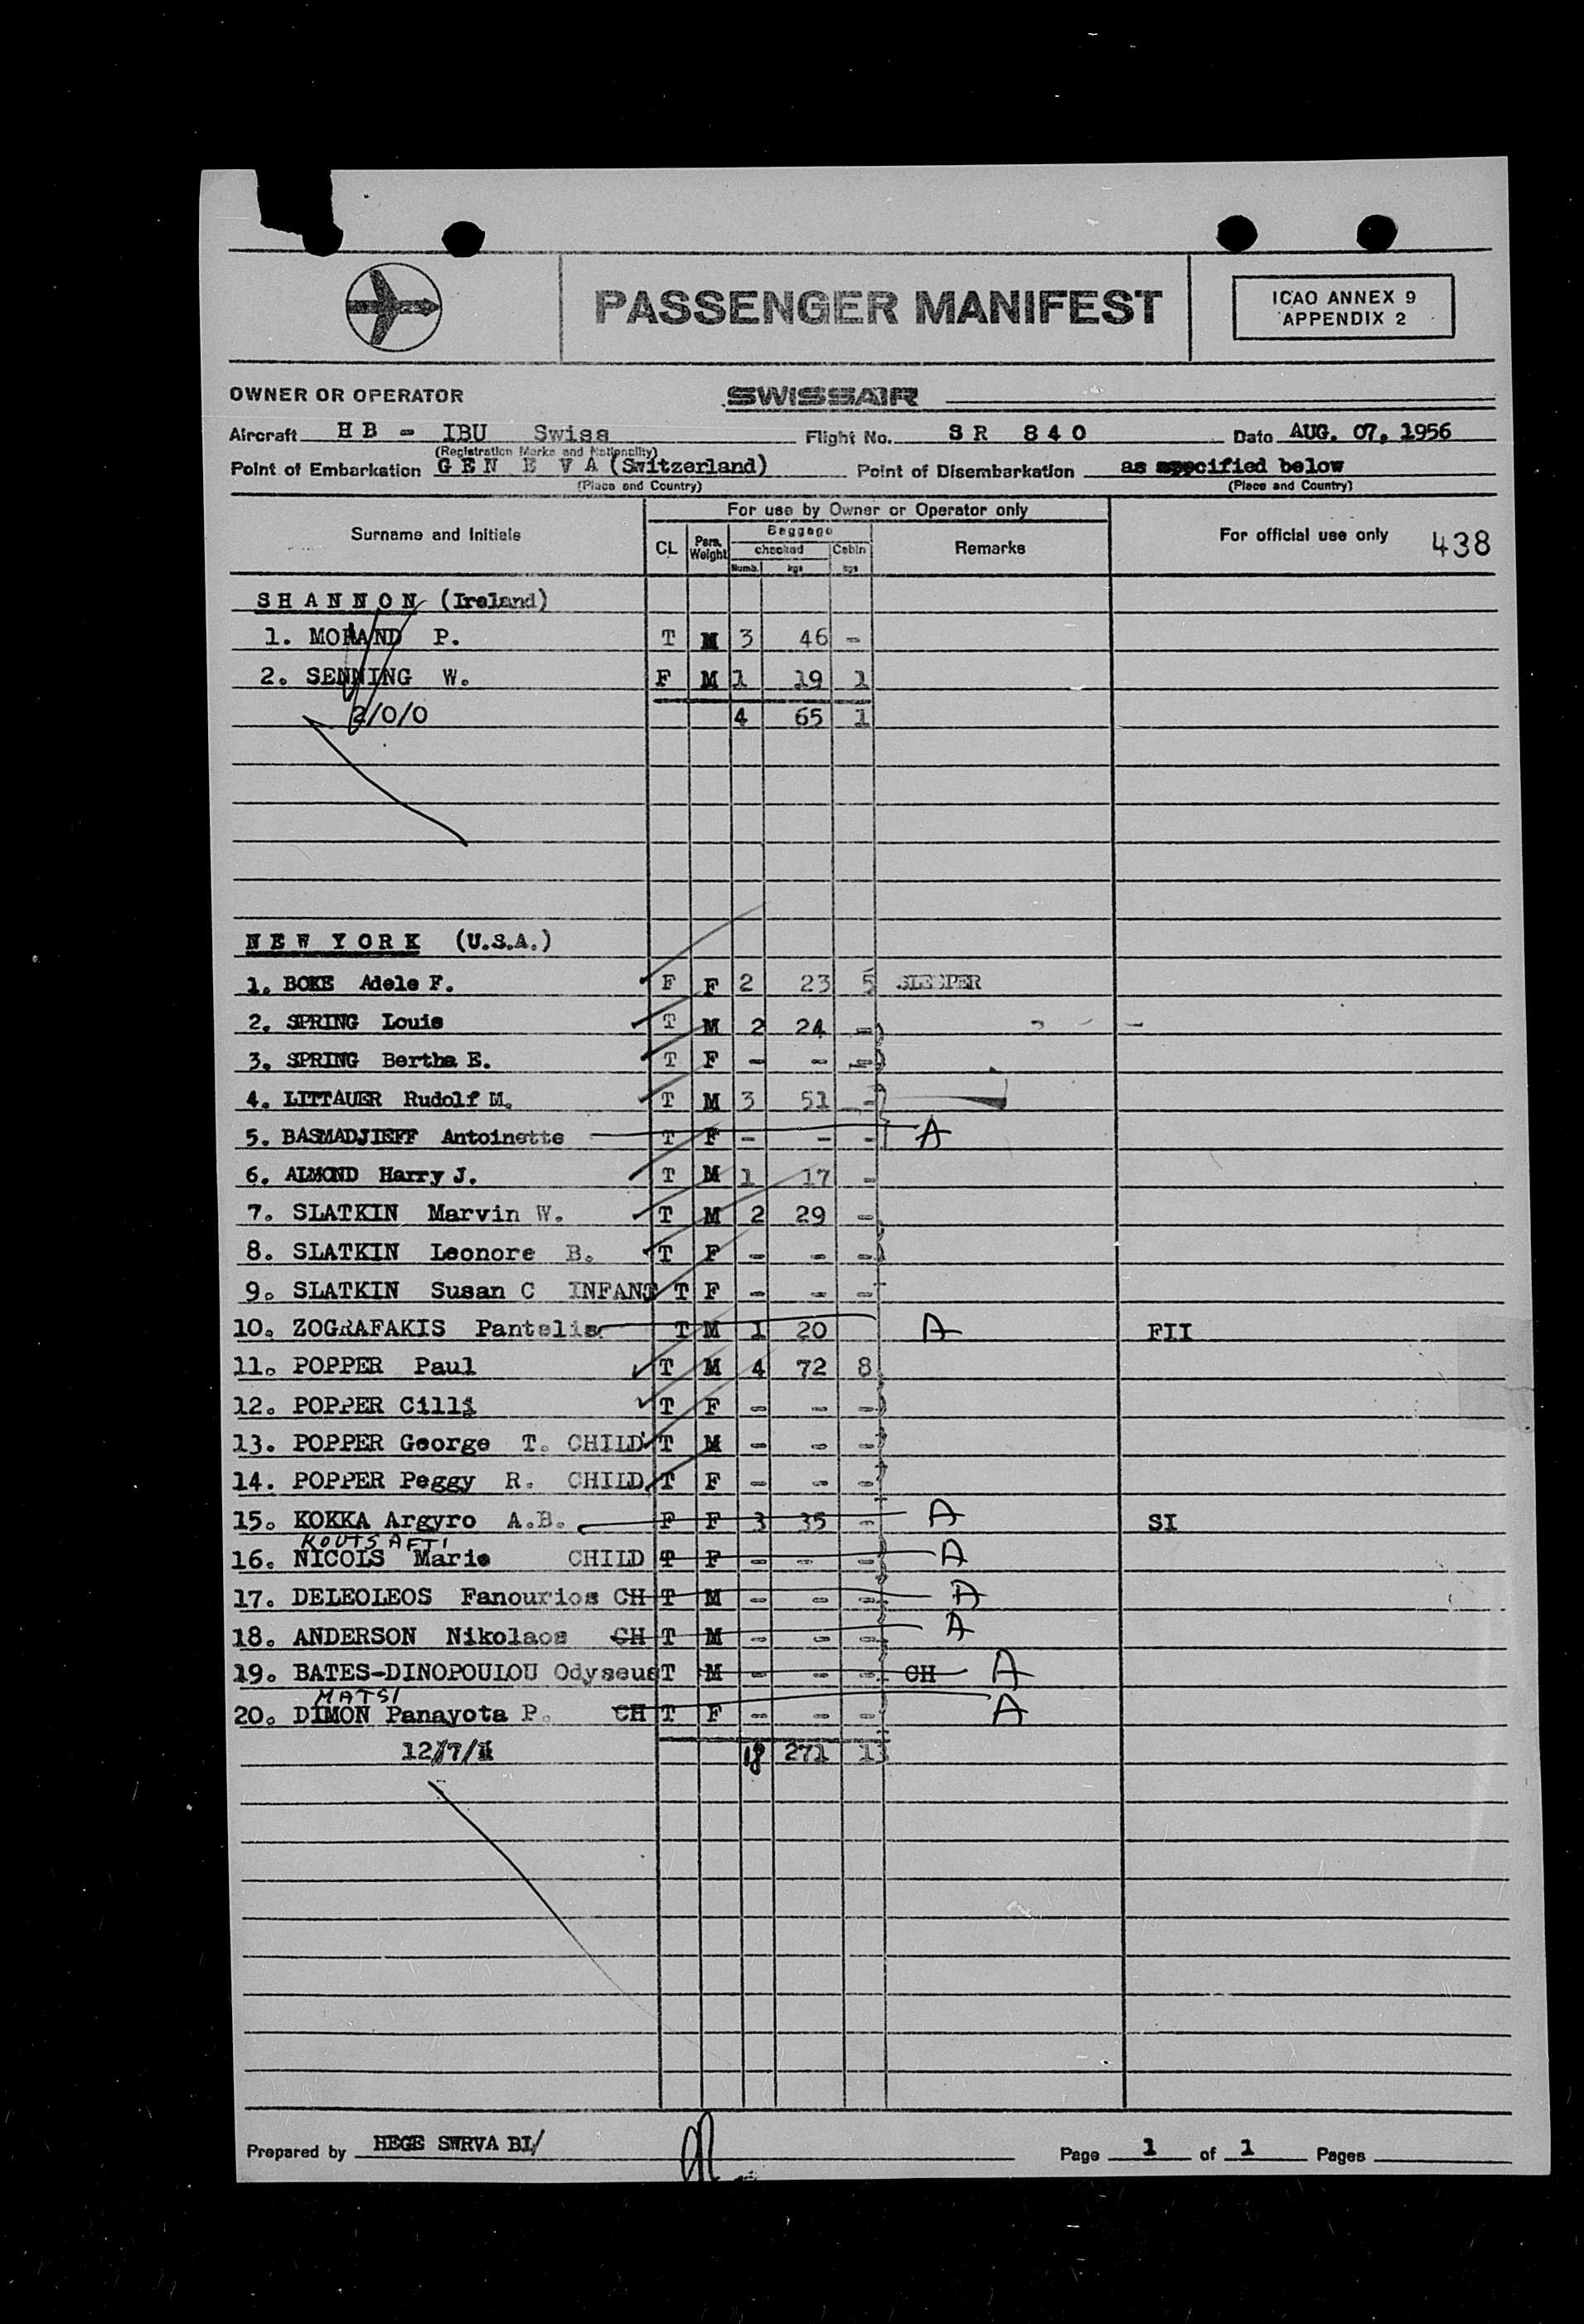 PASSENGER MANIFEST
ICAO ANNEX 9
APPENDIX 2
OWNER OR OPERATOR SWISSAIR
Aircraft HB - IBU Swiss Flight No. SR 840 Date AUG. 07, 1956
(Registration Marks and Nationality)
Point of Embarkation GENEVA (Switzerland) Point of Disembarkation as specified below
(Place and Country) (Place and Country)
For use by Owner or Operator only
Surname and Initials CL Pers. Weight Baggage checked Cabin Remarks For official use only 438
Numb. kgs kgs
SHANNON (Ireland)
1. MORAND P. T M 3 46 -
2. SENNING W. F M 1 19 1
2/0/0 4 65 1
NEW YORK (U.S.A.)
1. BOKE Adele F. F F 2 23 5 SLEEPER
2. SPRING Louis T M 2 24 -
3. SPRING Bertha E. T F - - -
4. LITTAUER Rudolf M. T M 3 51 -
5. BASMADJIEFF Antoinette T F - - - A
6. ALMOND Harry J. T M 1 17 -
7. SLATKIN Marvin W. T M 2 29 -
8. SLATKIN Leonore B. T F - - -
9. SLATKIN Susan C INFANT T F - - -
10. ZOGRAFAKIS Pantelis T M 1 20 A FII
11. POPPER Paul T M 4 72 8
12. POPPER Cilli T F - - -
13. POPPER George T. CHILD T M - - -
14. POPPER Peggy R. CHILD T F - - -
15. KOKKA Argyro A.B. F F 3 35 - A SI
KOUTSAFTI
16. NICOLS Marie CHILD T F - - - A
17. DELEOLEOS Fanourios CH T M - - - A
18. ANDERSON Nikolaos CH T M - - - A
19. BATES-DINOPOULOU Odyseus T M - - - CH A
MATSI
20. DIMON Panayota P. CH T F - - - A
12/7/1 18 271 13
Prepared by HEGE SWRVA BI/ Page 1 of 1 Pages